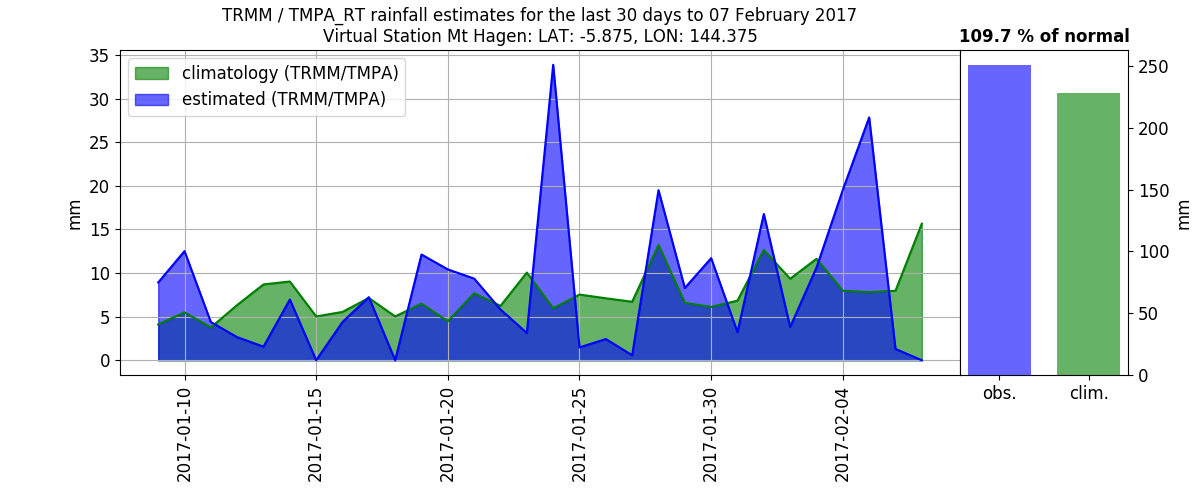 TRMM / TMPA_RT rainfall estimates for the last 30 days to 07 February 2017
Virtual Station Mt Hagen: LAT: -5.875, LON: 144.375
109.7 % of normal
climatology (TRMM/TMPA)
estimated (TRMM/TMPA)
mm
35
30
25
20
15
10
5
0
2017-01-10
2017-01-15
2017-01-20
2017-01-25
2017-01-30
2017-02-04
250
200
150
100
50
0
mm
obs.
clim.